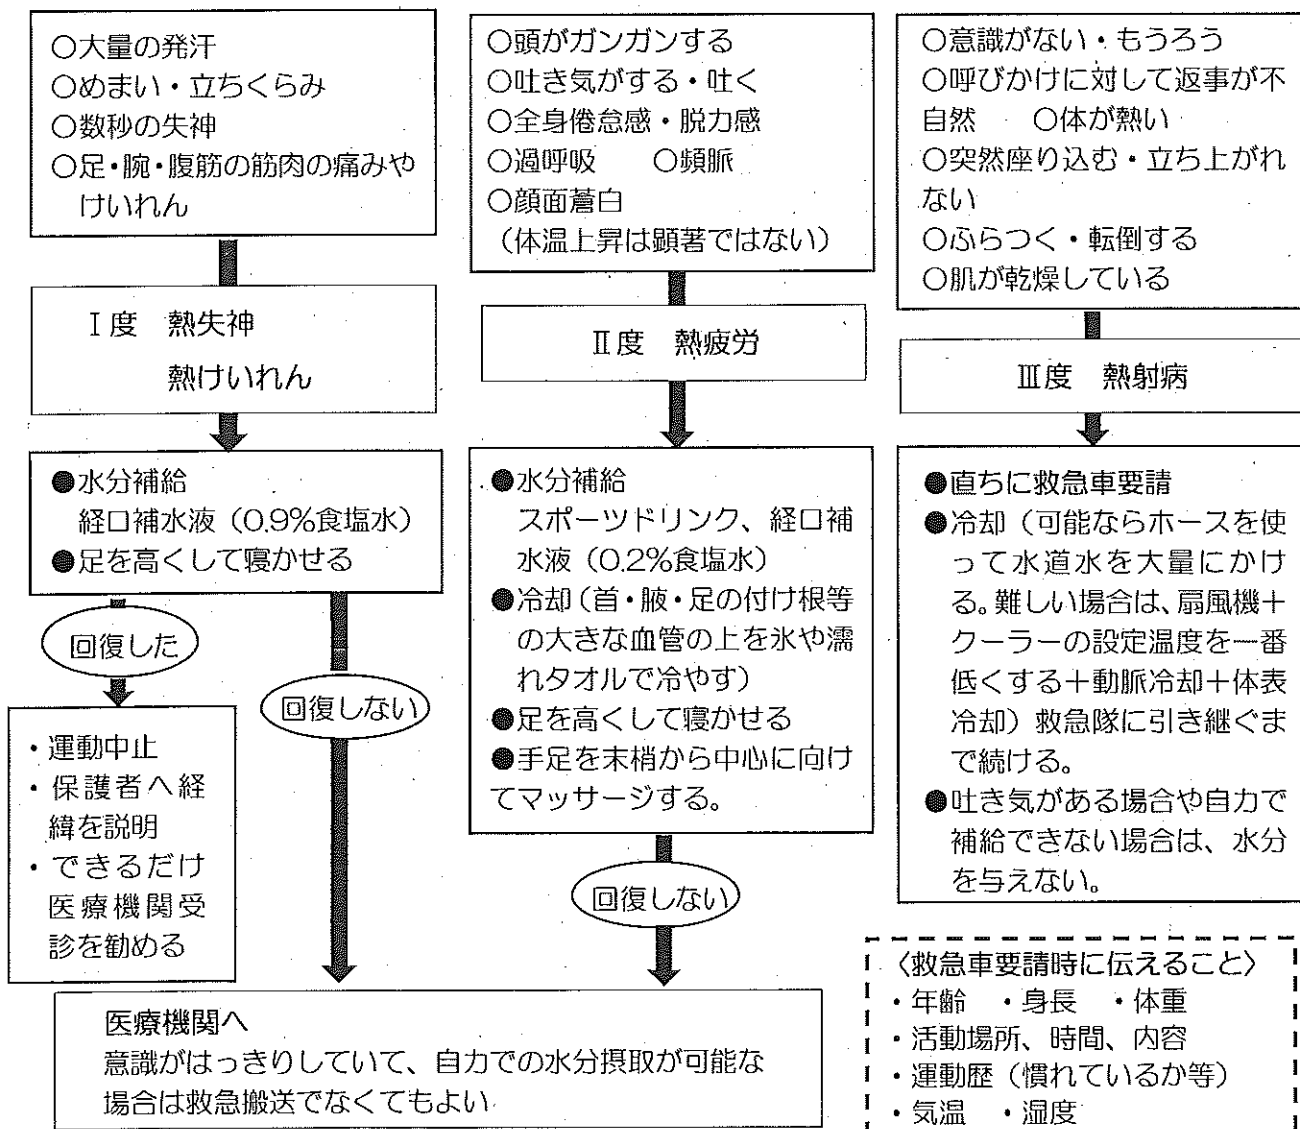 ○大量の発汗
○めまい・立ちくらみ
○数秒の失神
○足・腕・腹筋の筋肉の痛みや
けいれん
Ⅰ度　熱失神
熱けいれん
●水分補給
経口補水液（0.9%食塩水）
●足を高くして寝かせる
回復した
回復しない
・運動中止
・保護者へ経
緯を説明
・できるだけ
医療機関受
診を勧める
○頭がガンガンする
○吐き気がする・吐く
○全身倦怠感・脱力感
○過呼吸　○頻脈
○顔面蒼白
（体温上昇は顕著ではない）
Ⅱ度　熱疲労
●水分補給
スポーツドリンク、経口補
水液（0.2%食塩水）
●冷却（首・腋・足の付け根等
の大きな血管の上を氷や濡
れタオルで冷やす）
●足を高くして寝かせる
●手足を末梢から中心に向け
てマッサージする。
回復しない
医療機関へ
意識がはっきりしていて、自力での水分摂取が可能な
場合は救急搬送でなくてもよい
○意識がない・もうろう
○呼びかけに対して返事が不
自然　○体が熱い
○突然座り込む・立ち上がれ
ない
○ふらつく・転倒する
○肌が乾燥している
Ⅲ度　熱射病
●直ちに救急車要請
●冷却（可能ならホースを使
って水道水を大量にかけ
る。難しい場合は、扇風機＋
クーラーの設定温度を一番
低くする＋動脈冷却＋体表
冷却）救急隊に引き継ぐま
で続ける。
●吐き気がある場合や自力で
補給できない場合は、水分
を与えない。
〈救急車要請時に伝えること〉
・年齢　・身長　・体重
・活動場所、時間、内容
・運動歴（慣れているか等）
・気温　・湿度